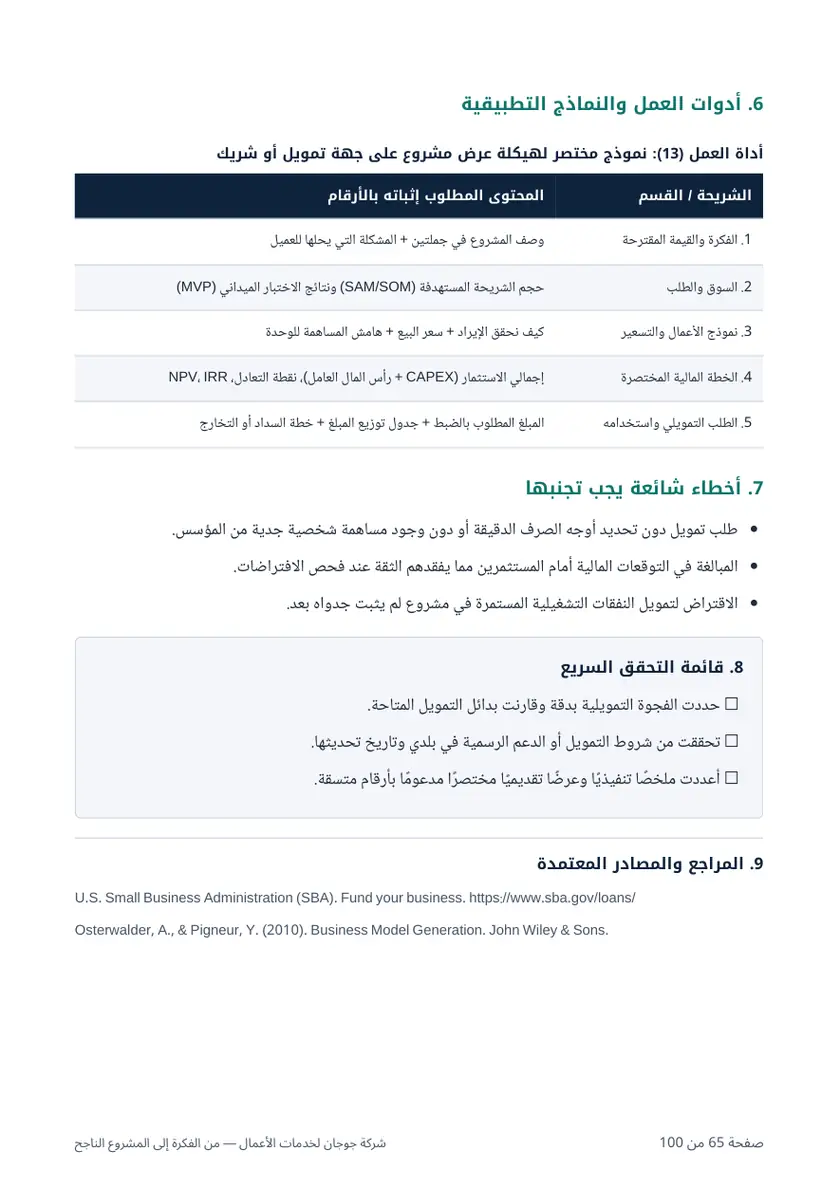 6. أدوات العمل والنماذج التطبيقية
أداة العمل (13): نموذج مختصر لهيكلة عرض مشروع على جهة تمويل أو شريك
الشريحة / القسم المحتوى المطلوب إثباته بالأرقام
1. الفكرة والقيمة المقترحة وصف المشروع في جملتين + المشكلة التي يحلها للعميل
2. السوق والطلب حجم الشريحة المستهدفة (SAM/SOM) ونتائج الاختبار الميداني (MVP)
3. نموذج الأعمال والتسعير كيف نحقق الإيراد + سعر البيع + هامش المساهمة للوحدة
4. الخطة المالية المختصرة إجمالي الاستثمار (CAPEX + رأس المال العامل)، نقطة التعادل، NPV، IRR
5. الطلب التمويلي واستخدامه المبلغ المطلوب بالضبط + جدول توزيع المبلغ + خطة السداد أو التخارج
7. أخطاء شائعة يجب تجنبها
• طلب تمويل دون تحديد أوجه الصرف الدقيقة أو دون وجود مساهمة شخصية جدية من المؤسس.
• المبالغة في التوقعات المالية أمام المستثمرين مما يفقدهم الثقة عند فحص الافتراضات.
• الاقتراض لتمويل النفقات التشغيلية المستمرة في مشروع لم يثبت جدواه بعد.
8. قائمة التحقق السريع
☐ حددت الفجوة التمويلية بدقة وقارنت بدائل التمويل المتاحة.
☐ تحققت من شروط التمويل أو الدعم الرسمية في بلدي وتاريخ تحديثها.
☐ أعددت ملخصًا تنفيذيًا وعرضًا تقديميًا مختصرًا مدعومًا بأرقام متسقة.
9. المراجع والمصادر المعتمدة
U.S. Small Business Administration (SBA). Fund your business. https://www.sba.gov/loans/
Osterwalder, A., & Pigneur, Y. (2010). Business Model Generation. John Wiley & Sons.
صفحة 65 من 100 شركة جوجان لخدمات الأعمال — من الفكرة إلى المشروع الناجح